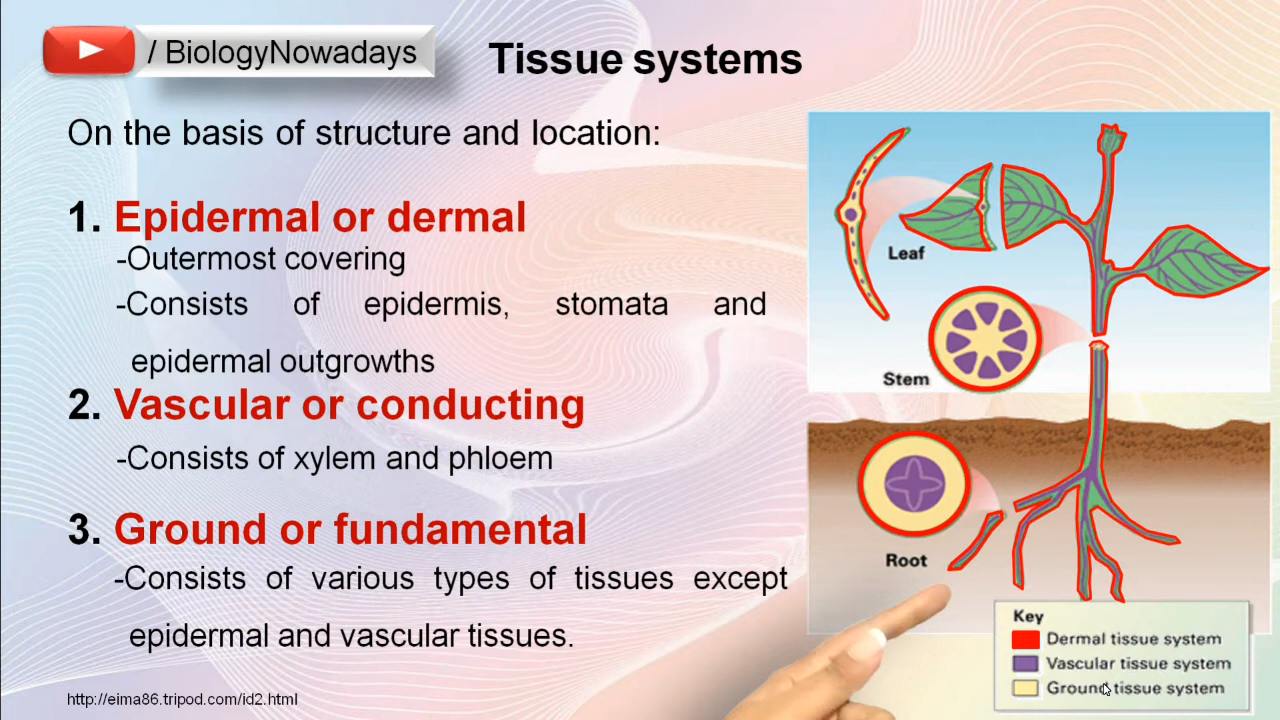 / BiologyNowadays
Tissue systems
On the basis of structure and location:
1. Epidermal or dermal
-Outermost covering
-Consists of epidermis, stomata and
epidermal outgrowths
2. Vascular or conducting
-Consists of xylem and phloem
3. Ground or fundamental
-Consists of various types of tissues except
epidermal and vascular tissues.
http://eima86.tripod.com/id2.html
Leaf
Stem
Root
Key
Dermal tissue system
Vascular tissue system
Ground tissue system